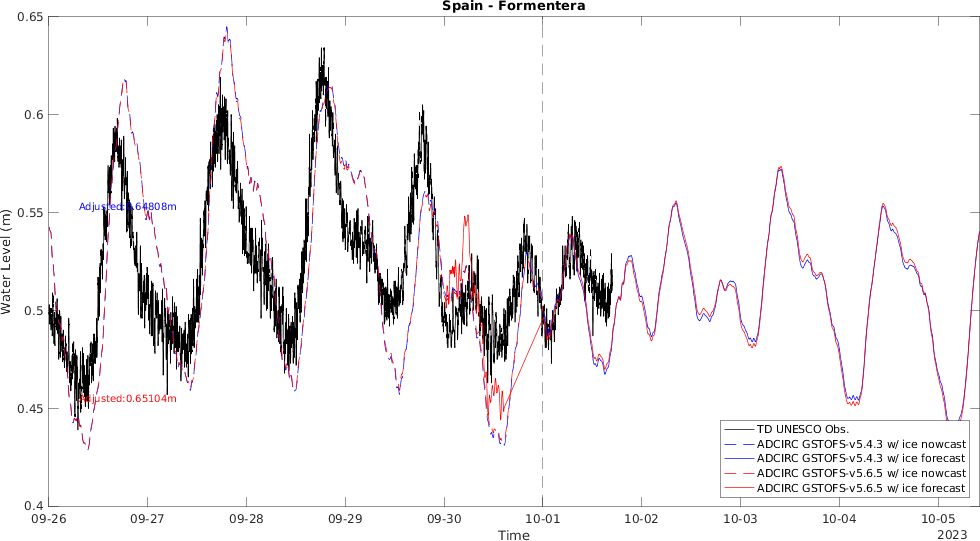 Spain - Formentera
0.65
0.6
0.55
0.5
0.45
0.4
Water Level (m)
Adjusted:0.64808m
Adjusted:0.65104m
TD UNESCO Obs.
ADCIRC GSTOFS-v5.4.3 w/ ice nowcast
ADCIRC GSTOFS-v5.4.3 w/ ice forecast
ADCIRC GSTOFS-v5.6.5 w/ ice nowcast
ADCIRC GSTOFS-v5.6.5 w/ ice forecast
09-26 09-27 09-28 09-29 09-30 10-01 10-02 10-03 10-04 10-05
Time
2023